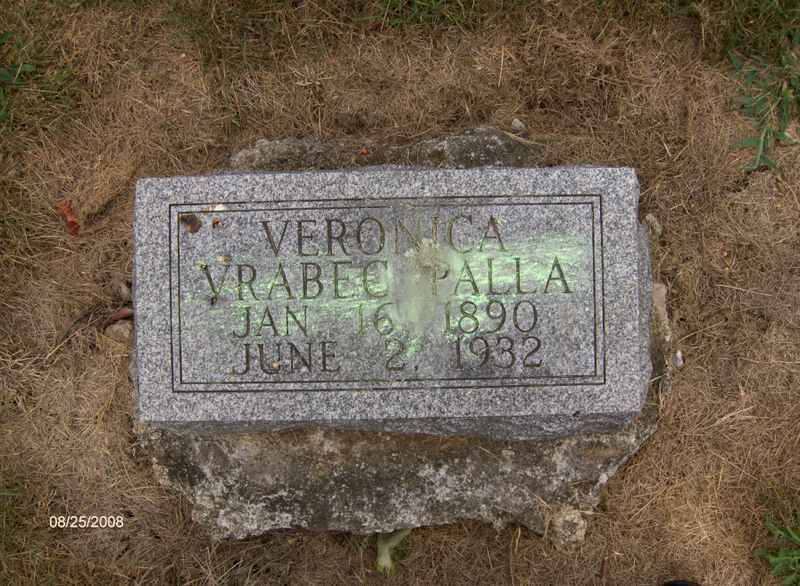 VERONICA
VRABEC PALLA
JAN 16, 1890
JUNE 2, 1932
08/25/2008